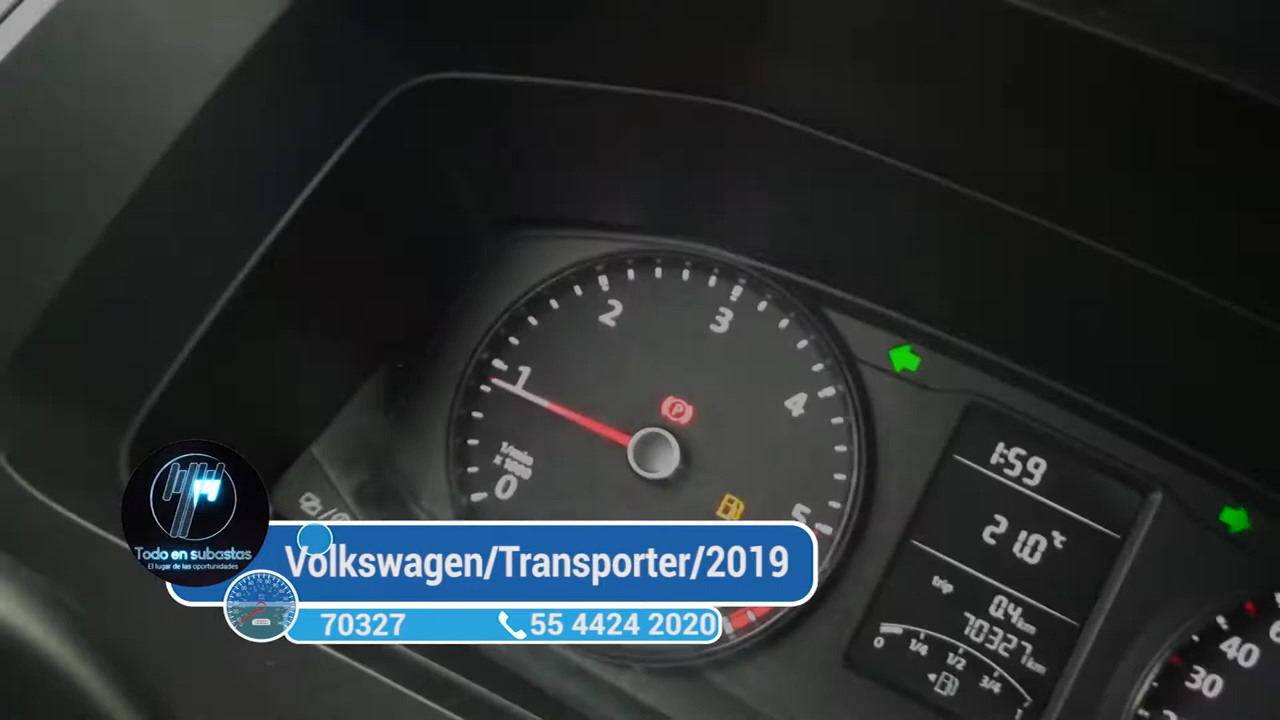 2
3
1
4
1/min
x 1000
0
5
1:59
21.0°C
trip
0.4km
70327km
0 1/4 1/2 3/4 1
40
30
P
Todo en subastas
El lugar de las oportunidades
Volkswagen/Transporter/2019
70327
55 4424 2020